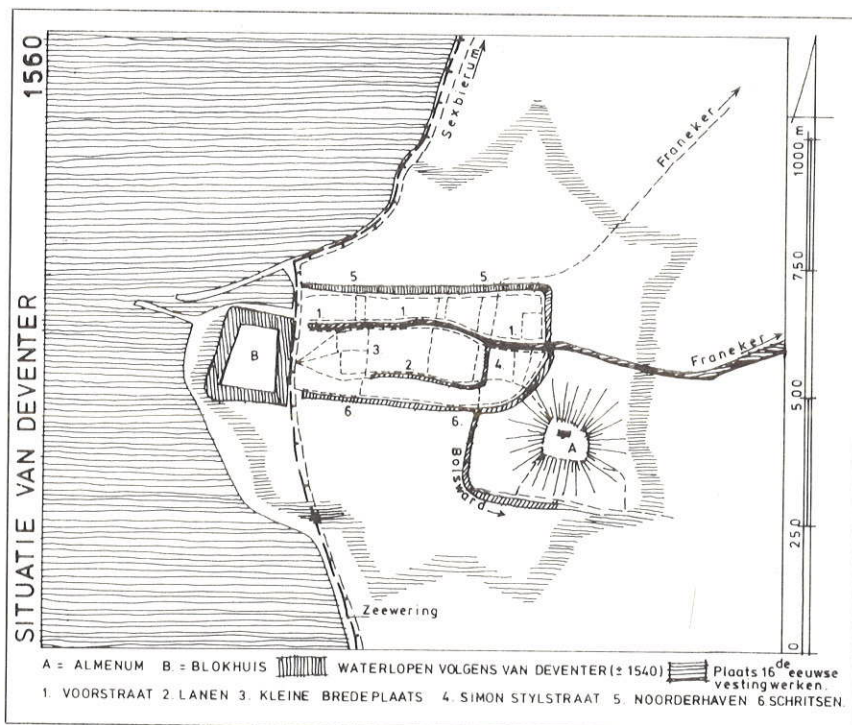 SITUATIE VAN DEVENTER 1560
Sexbierum
Franeker
1000 m
750
5
5
1
1
1
B
3
4.
Franeker
2
500
6
6.
A
Bolsward
250
Zeewering
0
A = ALMENUM B = BLOKHUIS WATERLOPEN VOLGENS VAN DEVENTER (± 1540) Plaats 16de eeuwse vestingwerken.
1. VOORSTRAAT 2. LANEN 3. KLEINE BREDEPLAATS 4. SIMON STYLSTRAAT 5. NOORDERHAVEN 6. SCHRITSEN.